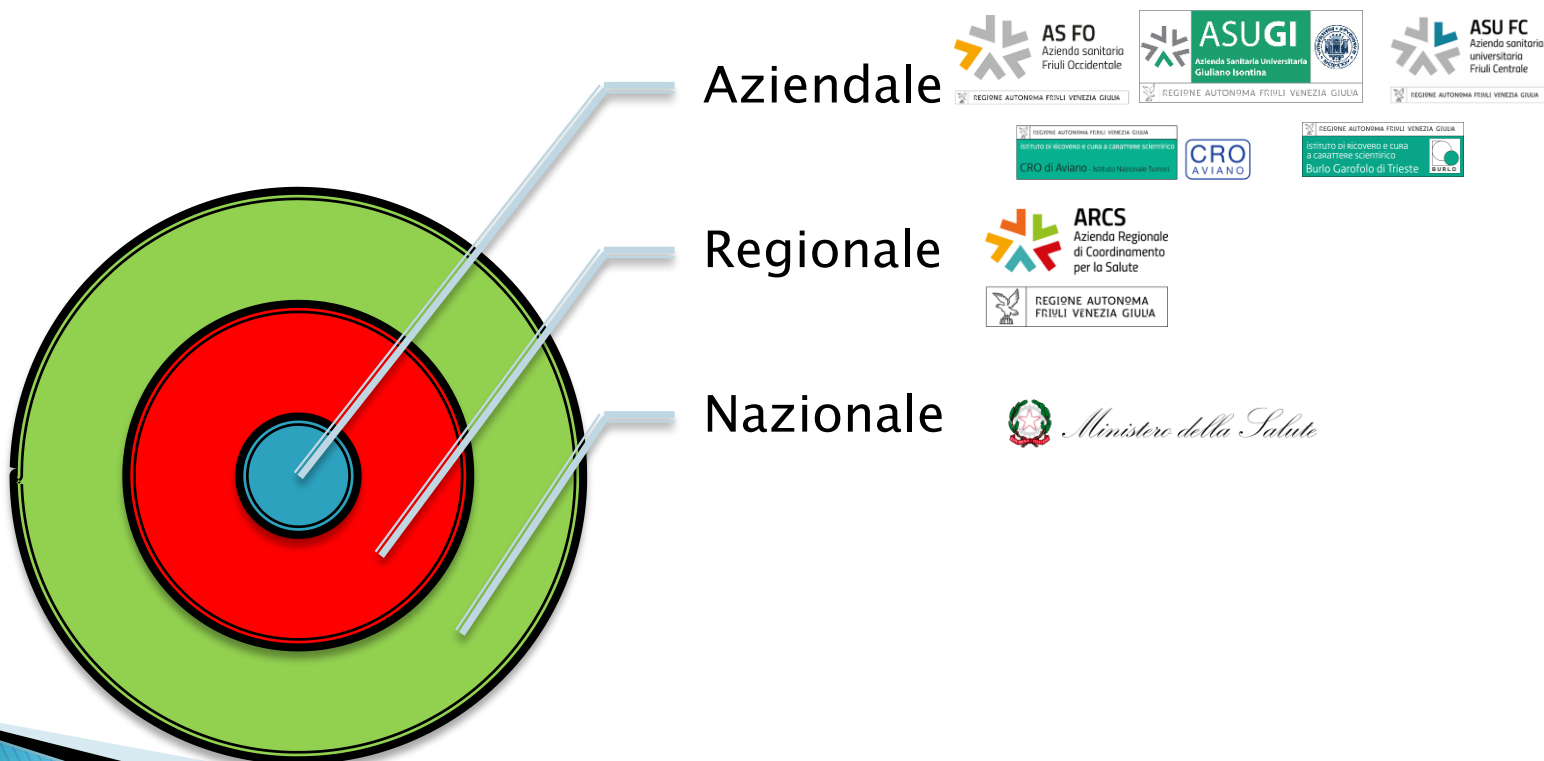 Aziendale
AS FO
Azienda sanitaria
Friuli Occidentale
REGIONE AUTONOMA FRIULI VENEZIA GIULIA
ASUGI
Azienda Sanitaria Universitaria
Giuliano Isontina
REGIONE AUTONOMA FRIULI VENEZIA GIULIA
ASU FC
Azienda sanitaria
universitaria
Friuli Centrale
REGIONE AUTONOMA FRIULI VENEZIA GIULIA
REGIONE AUTONOMA FRIULI VENEZIA GIULIA
ISTITUTO DI RICOVERO E CURA A CARATTERE SCIENTIFICO
CRO di Aviano - Istituto Nazionale Tumori
CRO
AVIANO
REGIONE AUTONOMA FRIULI VENEZIA GIULIA
ISTITUTO DI RICOVERO E CURA
A CARATTERE SCIENTIFICO
Burlo Garofolo di Trieste
BURLO
Regionale
ARCS
Azienda Regionale
di Coordinamento
per la Salute
REGIONE AUTONOMA
FRIULI VENEZIA GIULIA
Nazionale
Ministero della Salute